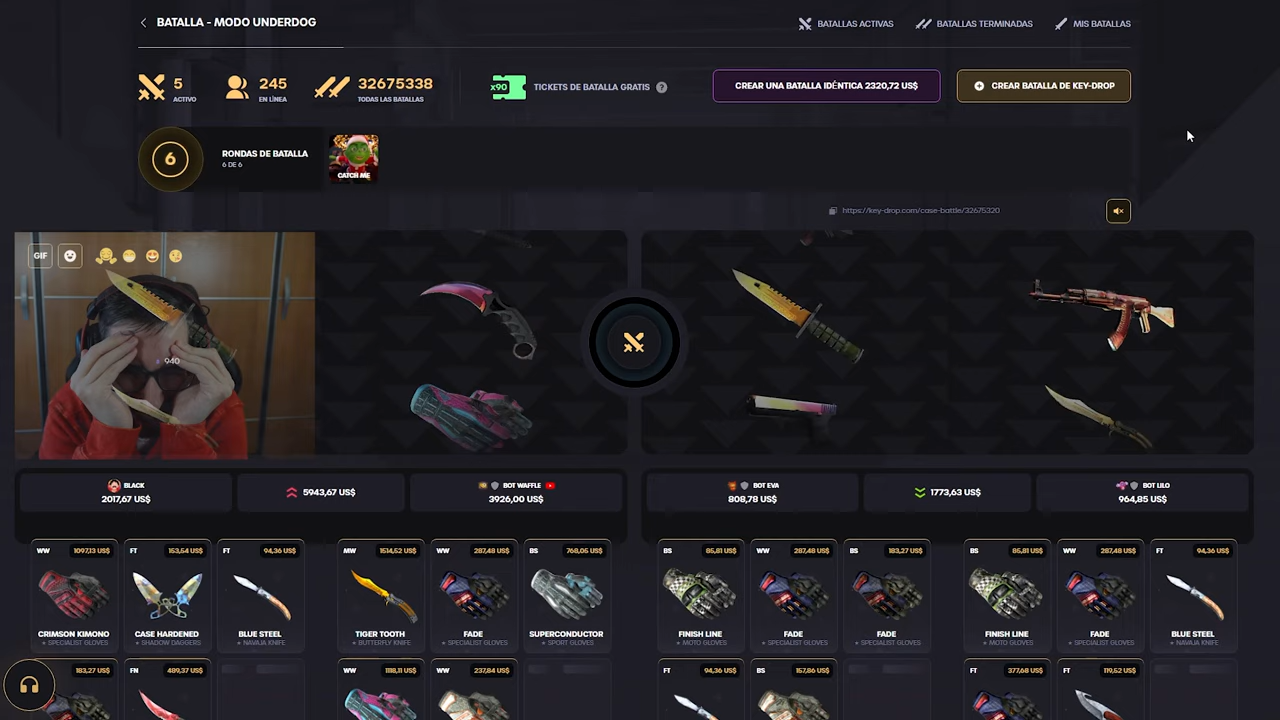 BATALLA - MODO UNDERDOG
BATALLAS ACTIVAS
BATALLAS TERMINADAS
MIS BATALLAS
5
ACTIVO
245
EN LÍNEA
32675338
TODAS LAS BATALLAS
x90
TICKETS DE BATALLA GRATIS ?
CREAR UNA BATALLA IDÉNTICA 2320,72 US$
CREAR BATALLA DE KEY-DROP
6
RONDAS DE BATALLA
6 DE 6
CATCH ME
https://key-drop.com/case-battle/32675320
GIF
940
BLACK
2017,67 US$
5943,67 US$
BOT WAFFLE
3926,00 US$
BOT EVA
808,78 US$
1773,63 US$
BOT LILO
964,85 US$
WW 1097,13 US$
FT 153,54 US$
FT 94,36 US$
MW 1514,52 US$
WW 287,48 US$
BS 768,05 US$
BS 85,81 US$
WW 287,48 US$
BS 183,27 US$
BS 85,81 US$
WW 287,48 US$
FT 94,36 US$
CRIMSON KIMONO
★ SPECIALIST GLOVES
CASE HARDENED
★ SHADOW DAGGERS
BLUE STEEL
★ NAVAJA KNIFE
TIGER TOOTH
★ BUTTERFLY KNIFE
FADE
★ SPECIALIST GLOVES
SUPERCONDUCTOR
★ SPORT GLOVES
FINISH LINE
★ MOTO GLOVES
FADE
★ SPECIALIST GLOVES
FADE
★ SPECIALIST GLOVES
FINISH LINE
★ MOTO GLOVES
FADE
★ SPECIALIST GLOVES
BLUE STEEL
★ NAVAJA KNIFE
183,27 US$
FN 489,37 US$
WW 1118,11 US$
WW 237,84 US$
FT 94,36 US$
BS 157,86 US$
FT 377,68 US$
FT 119,52 US$